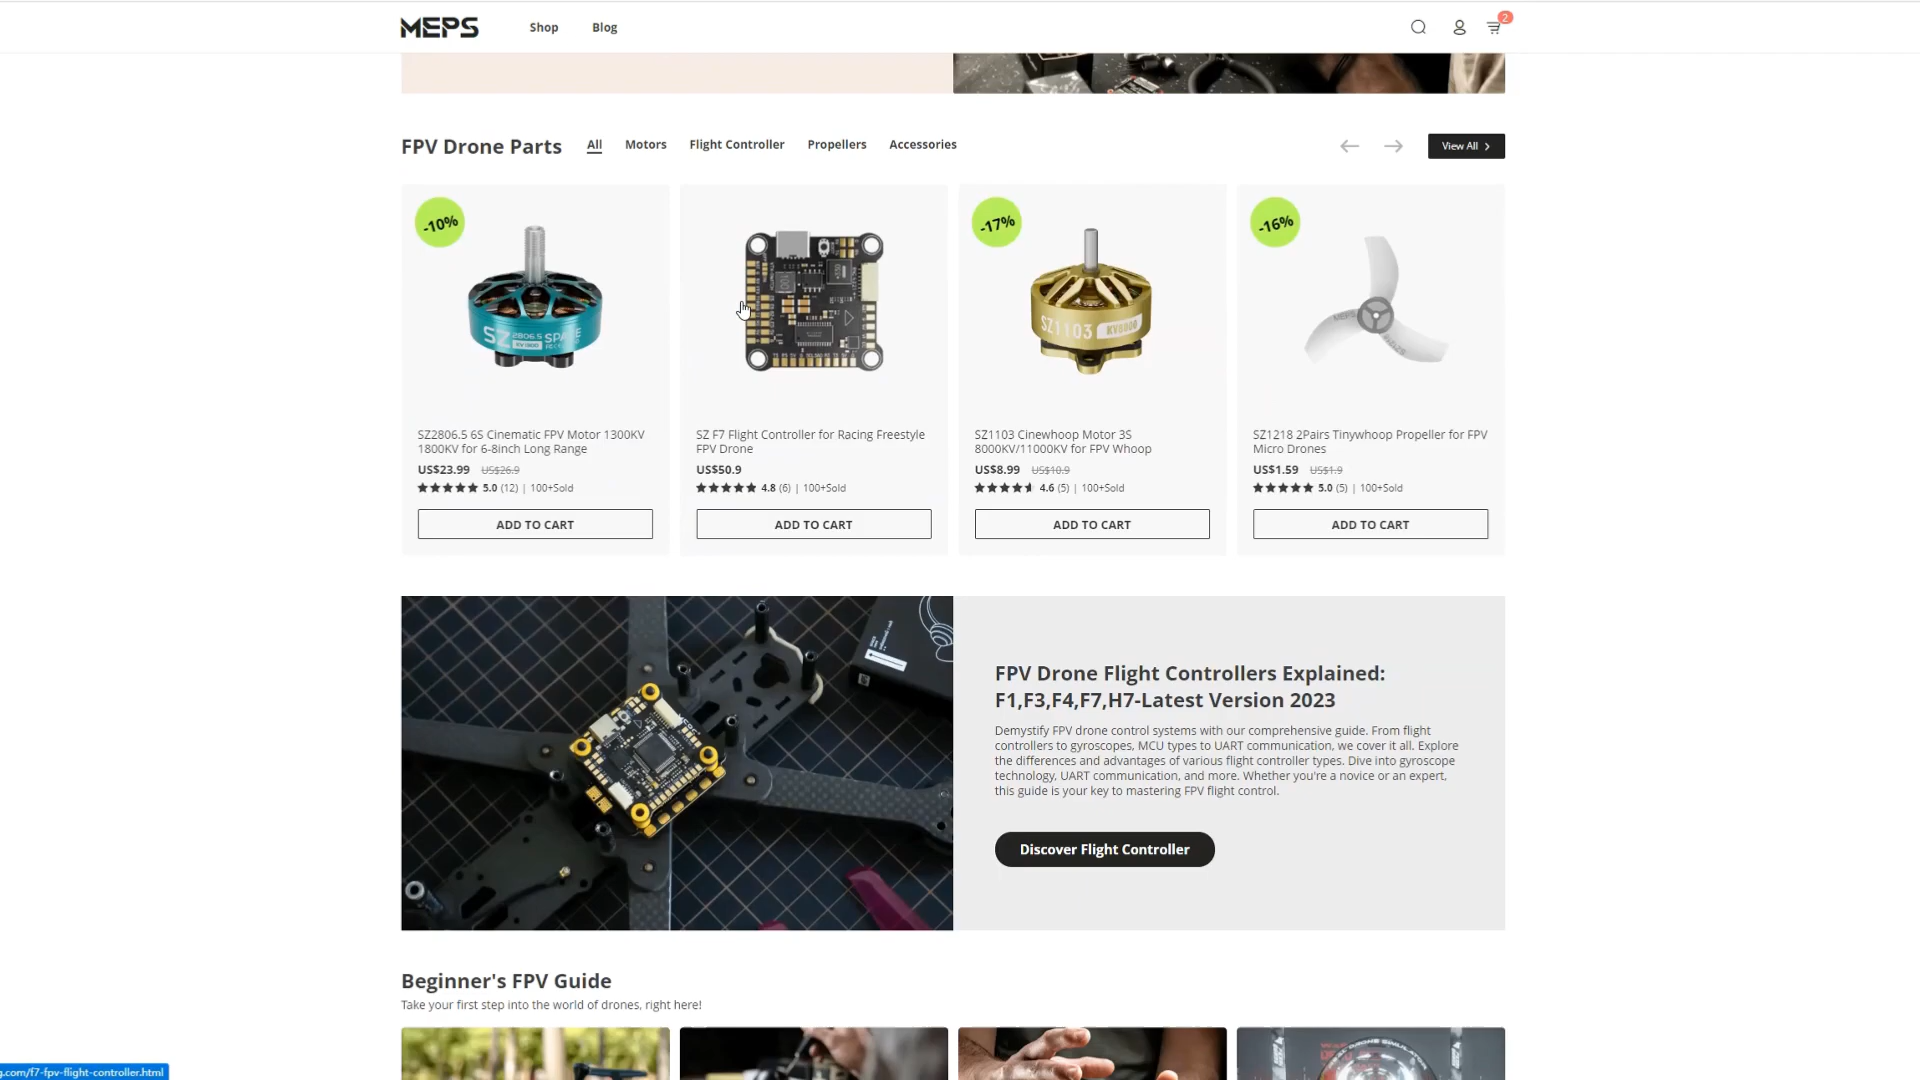 MEPS
Shop
Blog
2
FPV Drone Parts
All
Motors
Flight Controller
Propellers
Accessories
View All
-10%
-17%
-16%
SZ
2806.5
KV1800
SZ1103
KV8000
MEPS
SZ2806.5 6S Cinematic FPV Motor 1300KV
1800KV for 6-8inch Long Range
US$23.99 US$26.9
5.0 (12) | 100+Sold
ADD TO CART
SZ F7 Flight Controller for Racing Freestyle
FPV Drone
US$50.9
4.8 (6) | 100+Sold
ADD TO CART
SZ1103 Cinewhoop Motor 3S
8000KV/11000KV for FPV Whoop
US$8.99 US$10.9
4.6 (5) | 100+Sold
ADD TO CART
SZ1218 2Pairs Tinywhoop Propeller for FPV
Micro Drones
US$1.59 US$1.9
5.0 (5) | 100+Sold
ADD TO CART
FPV Drone Flight Controllers Explained:
F1,F3,F4,F7,H7-Latest Version 2023
Demystify FPV drone control systems with our comprehensive guide. From flight
controllers to gyroscopes, MCU types to UART communication, we cover it all. Explore
the differences and advantages of various flight controller types. Dive into gyroscope
technology, UART communication, and more. Whether you're a novice or an expert,
this guide is your key to mastering FPV flight control.
Discover Flight Controller
Beginner's FPV Guide
Take your first step into the world of drones, right here!
g.com/f7-fpv-flight-controller.html